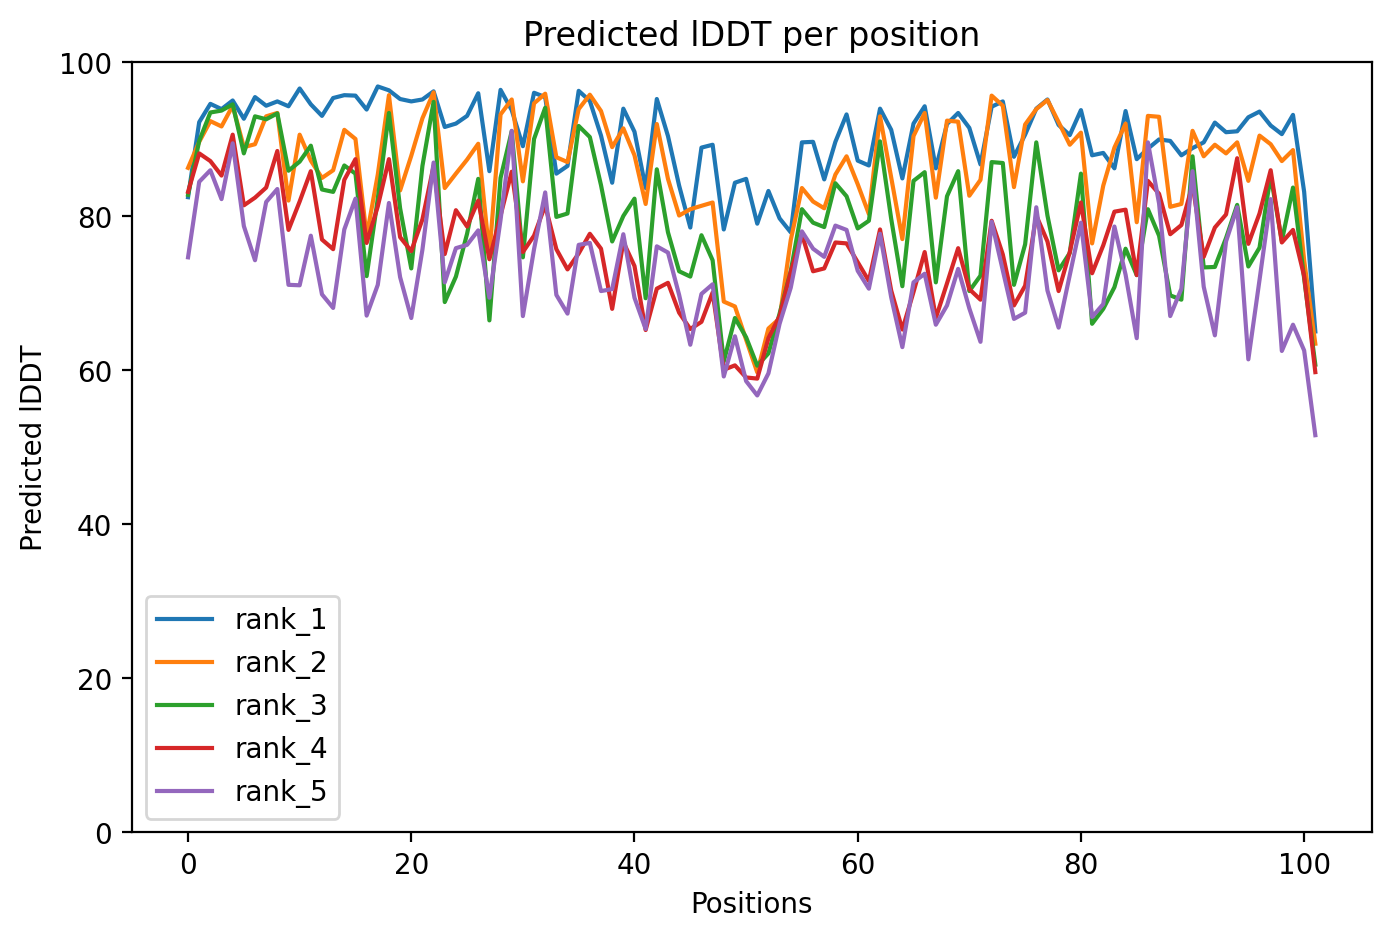 Predicted lDDT per position
Predicted lDDT
100
80
60
40
20
0
rank_1
rank_2
rank_3
rank_4
rank_5
0 20 40 60 80 100
Positions